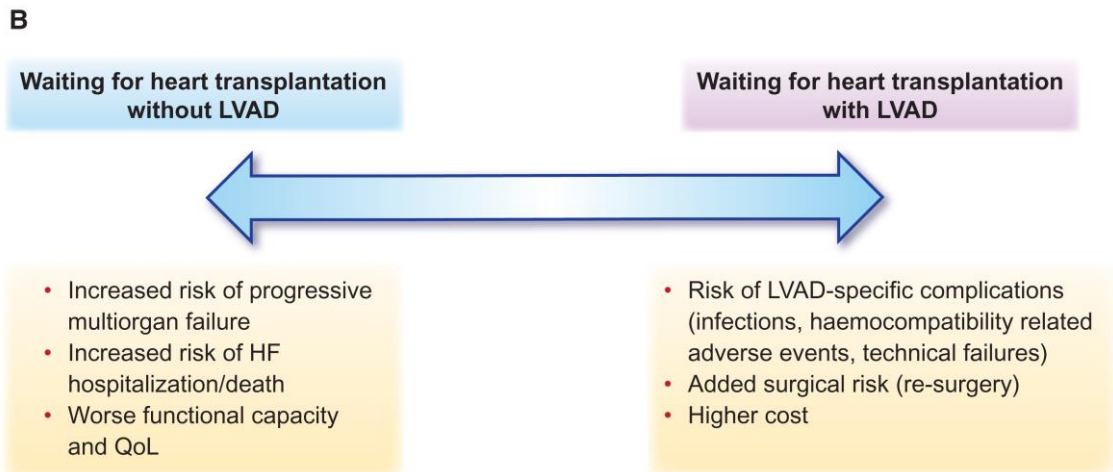 B
Waiting for heart transplantation
without LVAD
Waiting for heart transplantation
with LVAD
• Increased risk of progressive
multiorgan failure
• Increased risk of HF
hospitalization/death
• Worse functional capacity
and QoL
• Risk of LVAD-specific complications
(infections, haemocompatibility related
adverse events, technical failures)
• Added surgical risk (re-surgery)
• Higher cost